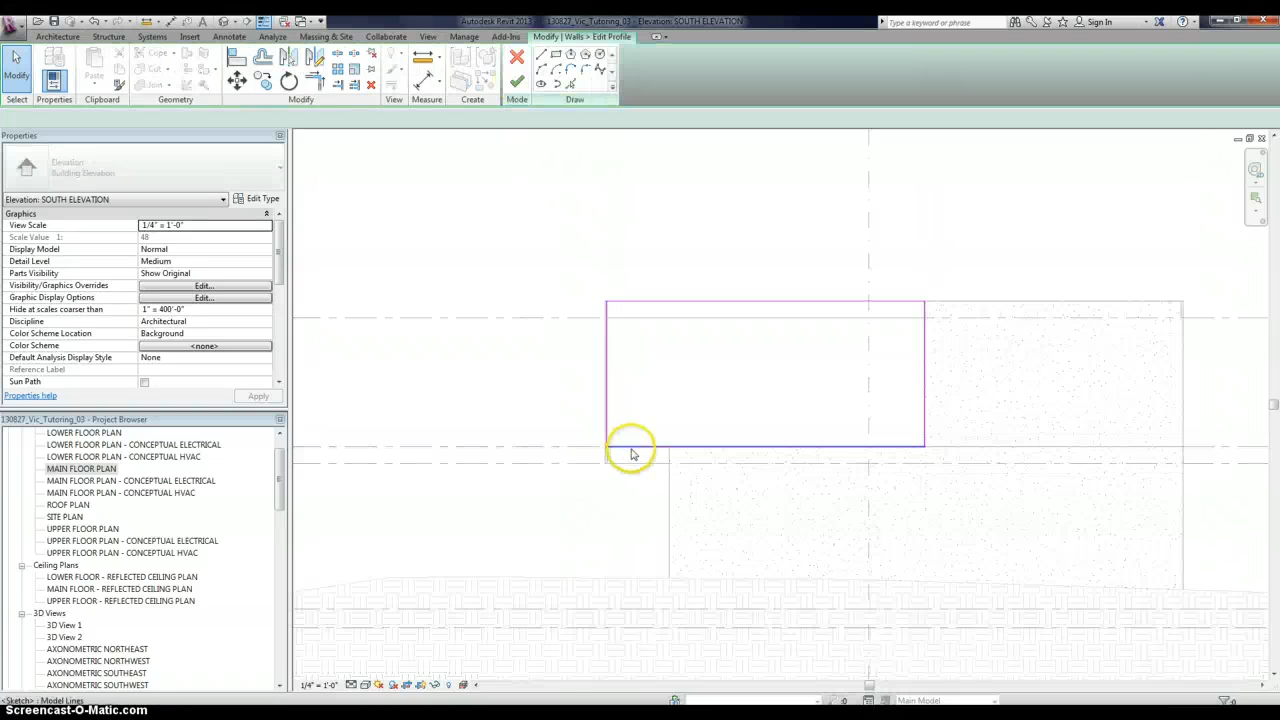 Autodesk Revit 2013 - 130827_Vic_Tutoring_03 - Elevation: SOUTH ELEVATION
Type a keyword or phrase
Sign In
Architecture Structure Systems Insert Annotate Analyze Massing & Site Collaborate View Manage Add-Ins Modify | Walls > Edit Profile
Cope
Cut
Join
Modify
Paste
Select Properties Clipboard Geometry Modify View Measure Create Mode Draw
Properties
Elevation
Building Elevation
Elevation: SOUTH ELEVATION
Edit Type
Graphics
View Scale 1/4" = 1'-0"
Scale Value 1: 48
Display Model Normal
Detail Level Medium
Parts Visibility Show Original
Visibility/Graphics Overrides Edit...
Graphic Display Options Edit...
Hide at scales coarser than 1" = 400'-0"
Discipline Architectural
Color Scheme Location Background
Color Scheme <none>
Default Analysis Display Style None
Reference Label
Sun Path
Properties help Apply
130827_Vic_Tutoring_03 - Project Browser
LOWER FLOOR PLAN
LOWER FLOOR PLAN - CONCEPTUAL ELECTRICAL
LOWER FLOOR PLAN - CONCEPTUAL HVAC
MAIN FLOOR PLAN
MAIN FLOOR PLAN - CONCEPTUAL ELECTRICAL
MAIN FLOOR PLAN - CONCEPTUAL HVAC
ROOF PLAN
SITE PLAN
UPPER FLOOR PLAN
UPPER FLOOR PLAN - CONCEPTUAL ELECTRICAL
UPPER FLOOR PLAN - CONCEPTUAL HVAC
Ceiling Plans
LOWER FLOOR - REFLECTED CEILING PLAN
MAIN FLOOR - REFLECTED CEILING PLAN
UPPER FLOOR - REFLECTED CEILING PLAN
3D Views
3D View 1
3D View 2
AXONOMETRIC NORTHEAST
AXONOMETRIC NORTHWEST
AXONOMETRIC SOUTHEAST
AXONOMETRIC SOUTHWEST
1/4" = 1'-0"
<Sketch> : Model Lines
:0
Main Model
:0
Screencast-O-Matic.com